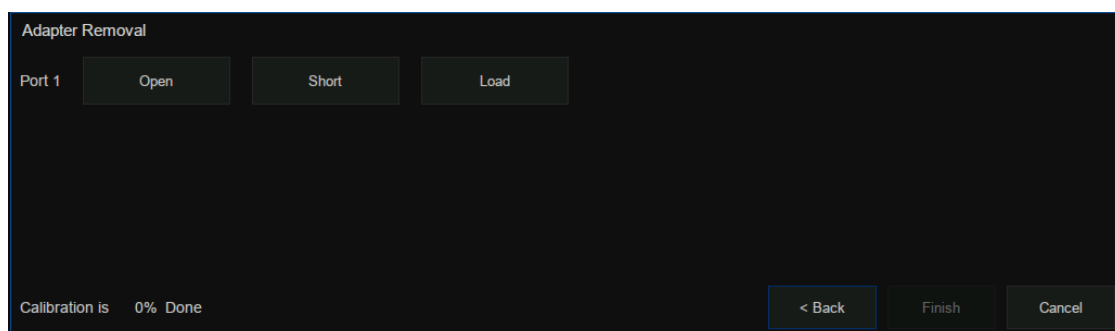 Adapter Removal
Port 1 Open Short Load
Calibration is 0% Done < Back Finish Cancel